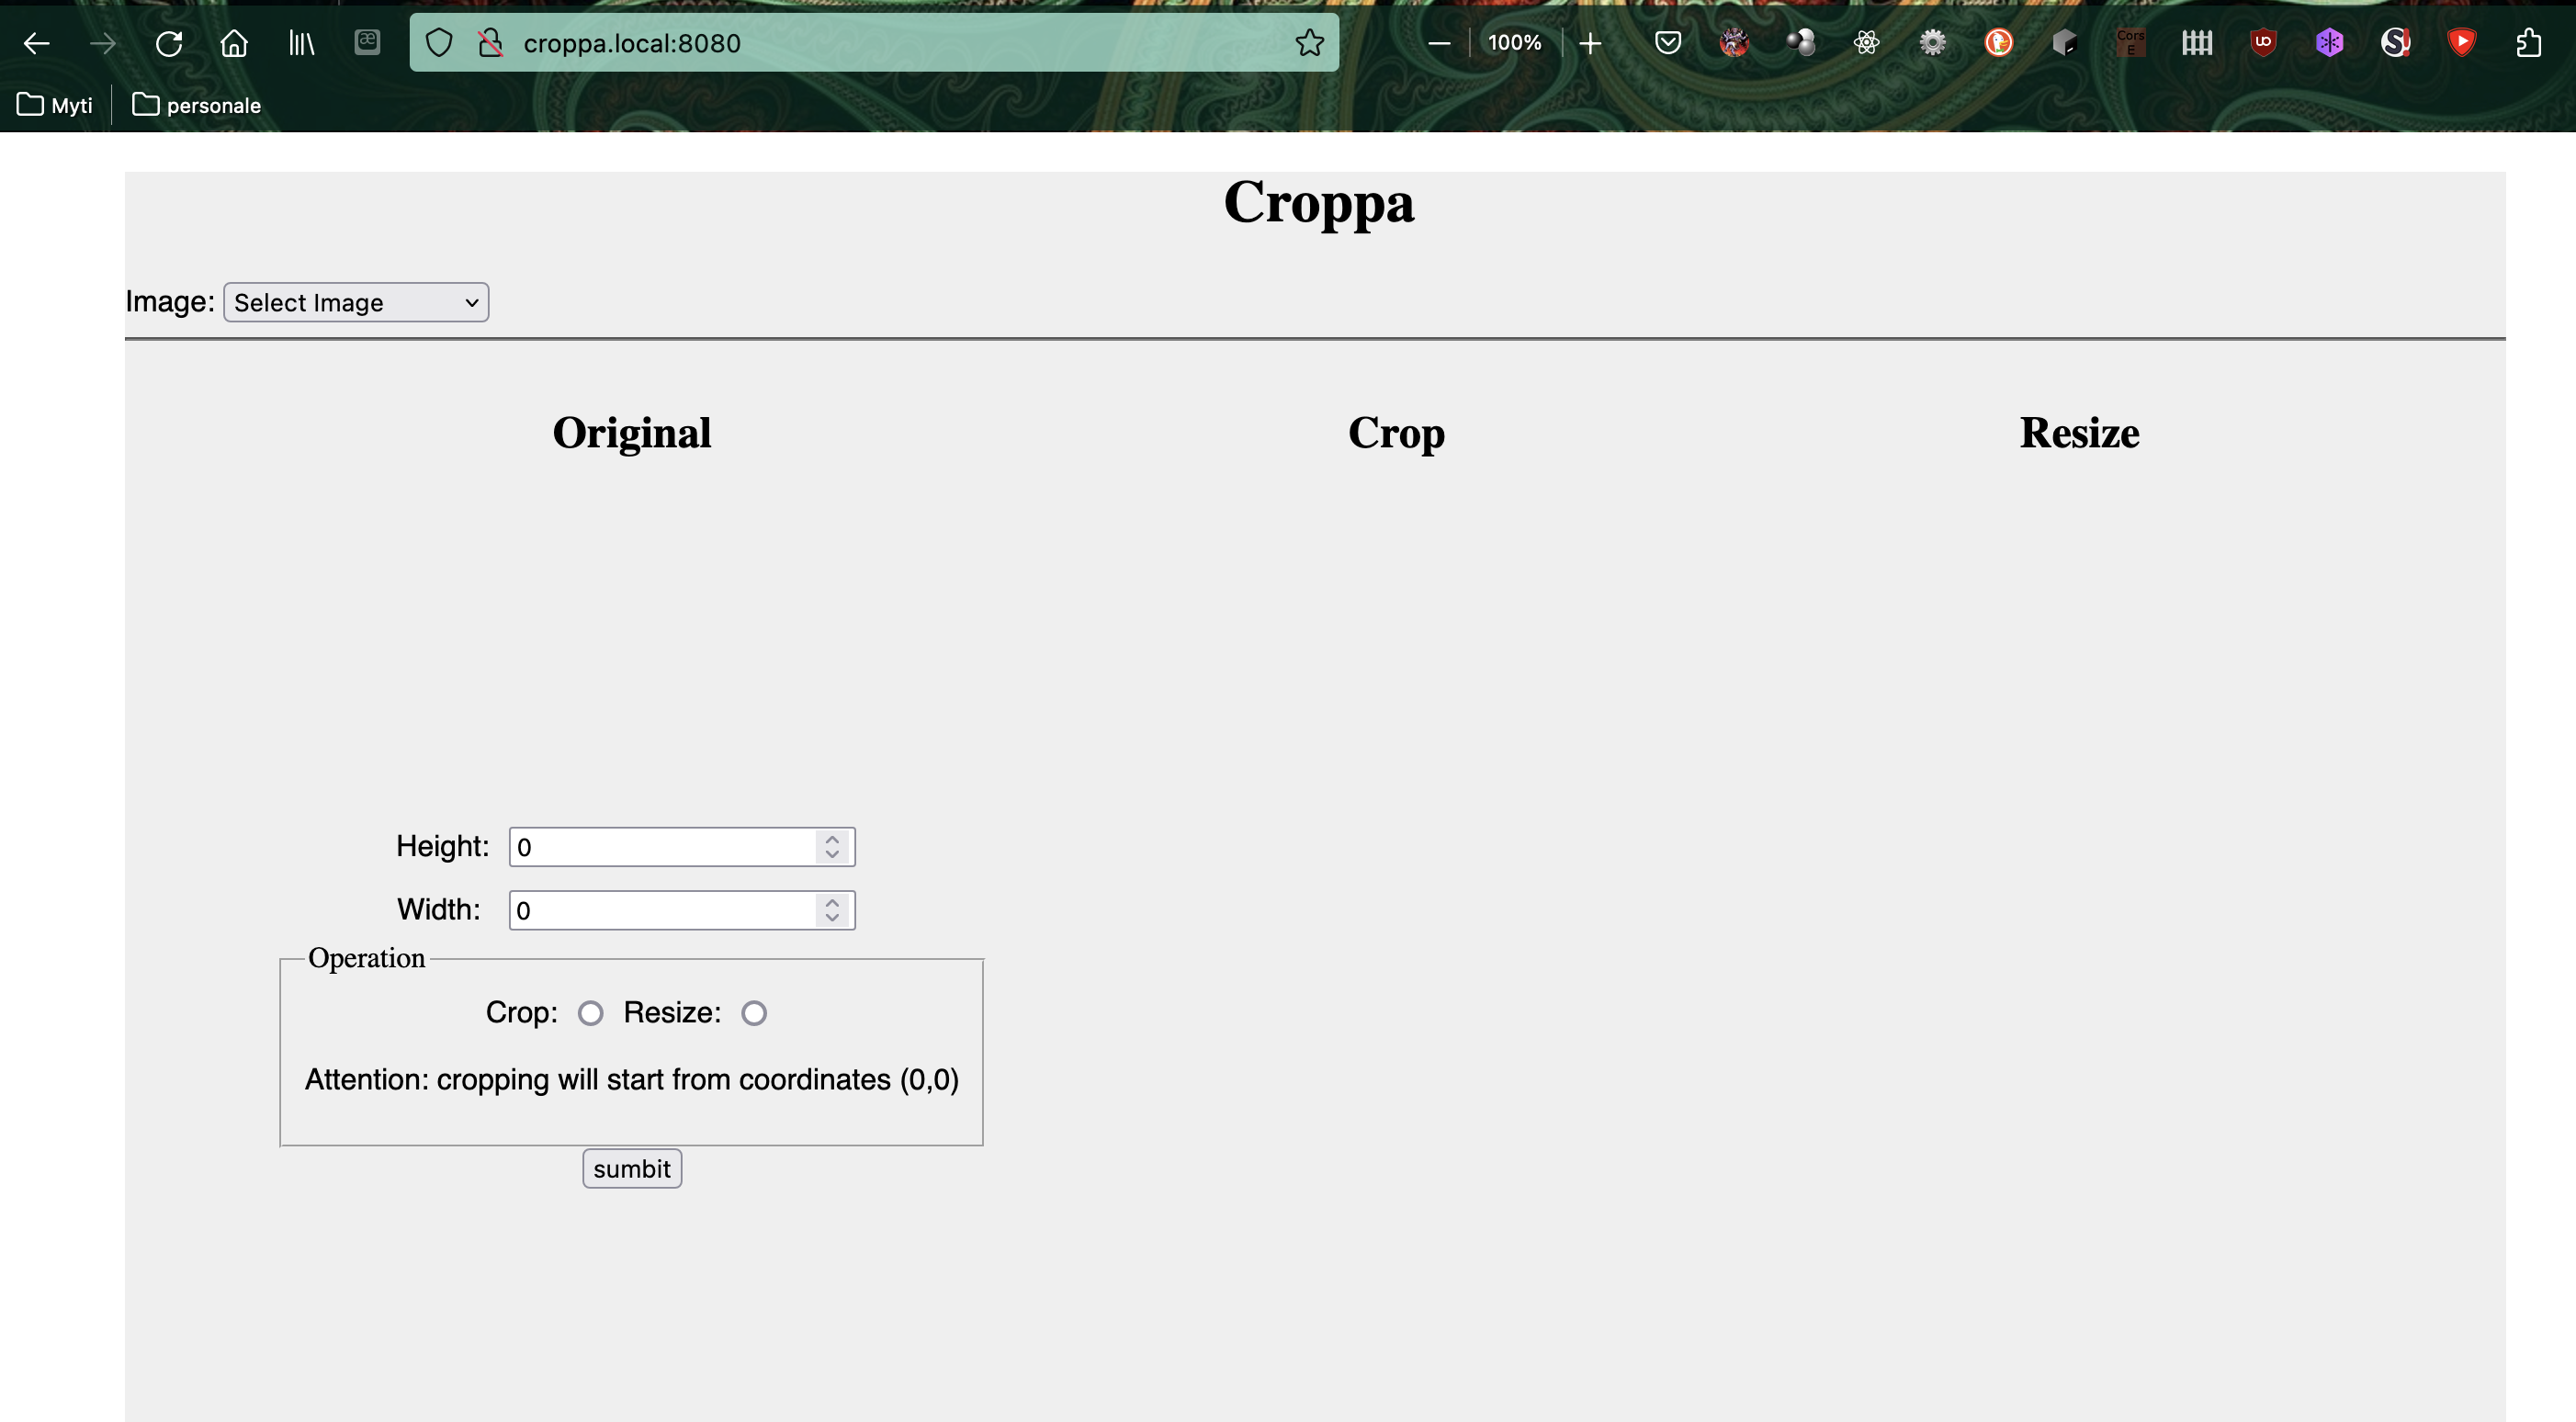 croppa.local:8080
100%
Cors
E
Myti
personale
Croppa
Image: Select Image
Original
Crop
Resize
Height: 0
Width: 0
Operation
Crop: Resize:
Attention: cropping will start from coordinates (0,0)
sumbit